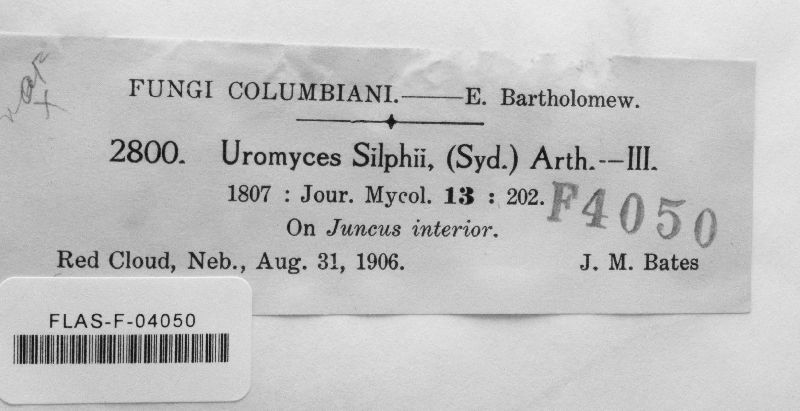 FUNGI COLUMBIANI.——E. Bartholomew.
2800. Uromyces Silphii, (Syd.) Arth.--III.
1807 : Jour. Mycol. 13 : 202.
F4050
On Juncus interior.
Red Cloud, Neb., Aug. 31, 1906. J. M. Bates
FLAS-F-04050